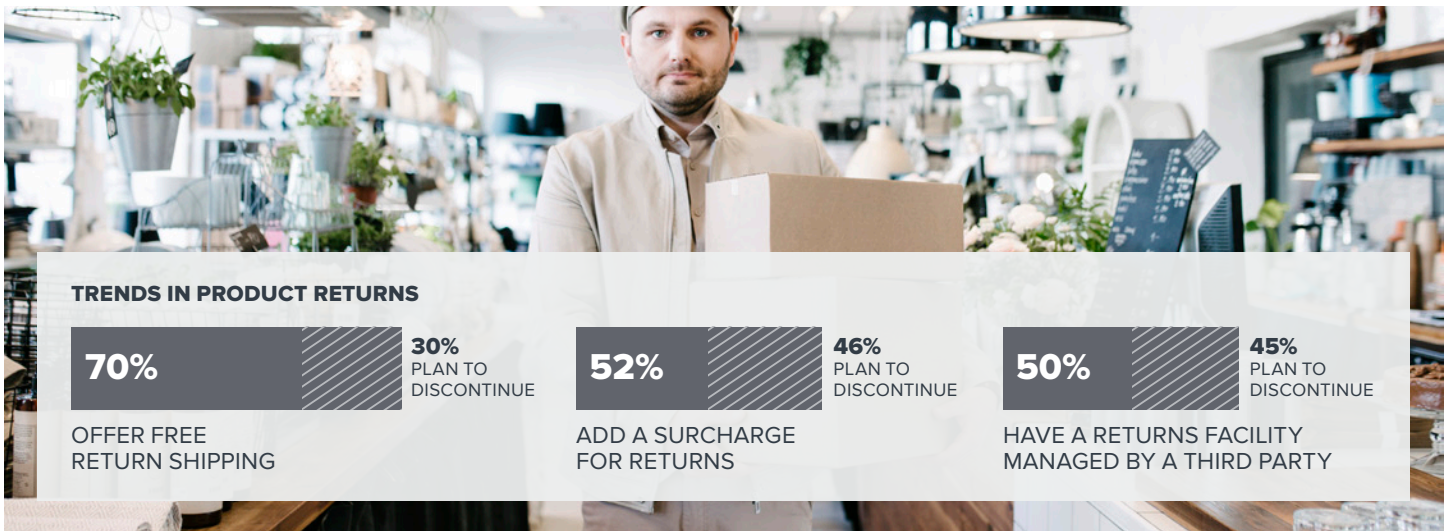 TRENDS IN PRODUCT RETURNS
70%
30%
PLAN TO
DISCONTINUE
OFFER FREE
RETURN SHIPPING
52%
46%
PLAN TO
DISCONTINUE
ADD A SURCHARGE
FOR RETURNS
50%
45%
PLAN TO
DISCONTINUE
HAVE A RETURNS FACILITY
MANAGED BY A THIRD PARTY